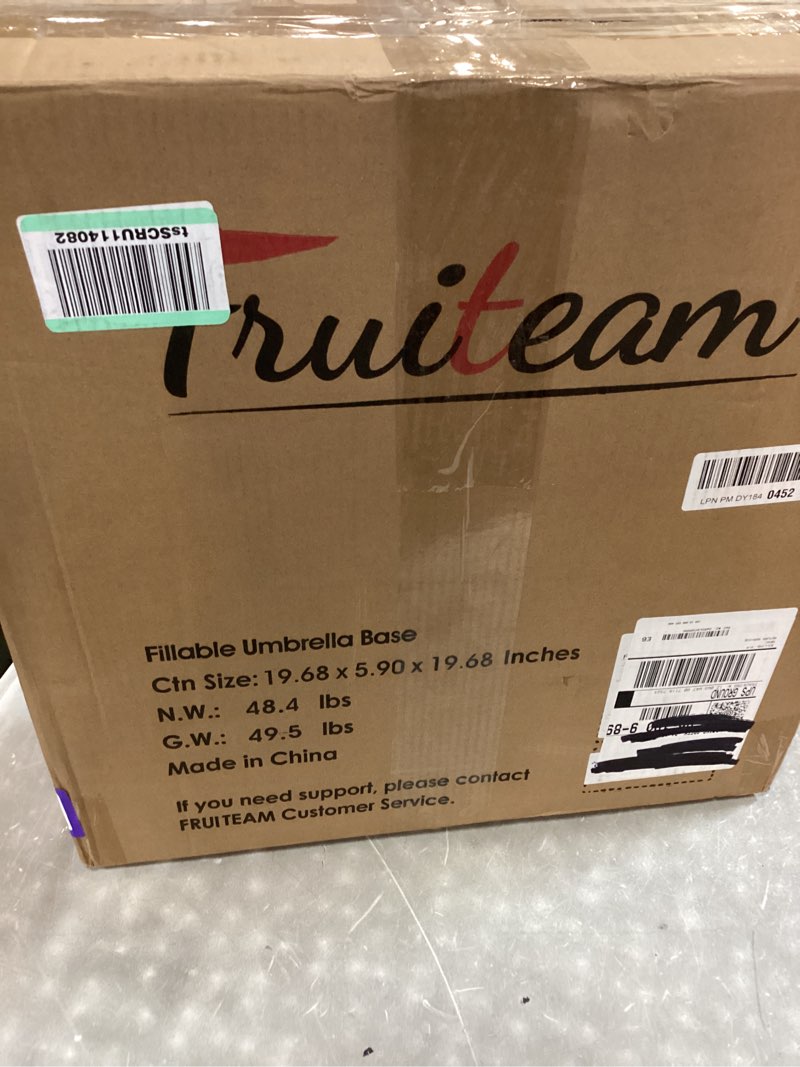 tsSCRU114082
Fruiteam
LPN PM DY184 0452
Fillable Umbrella Base
Ctn Size: 19.68 x 5.90 x 19.68 Inches
N.W.: 48.4 lbs
G.W.: 49.5 lbs
Made in China
If you need support, please contact
FRUITEAM Customer Service.
UPS GROUND